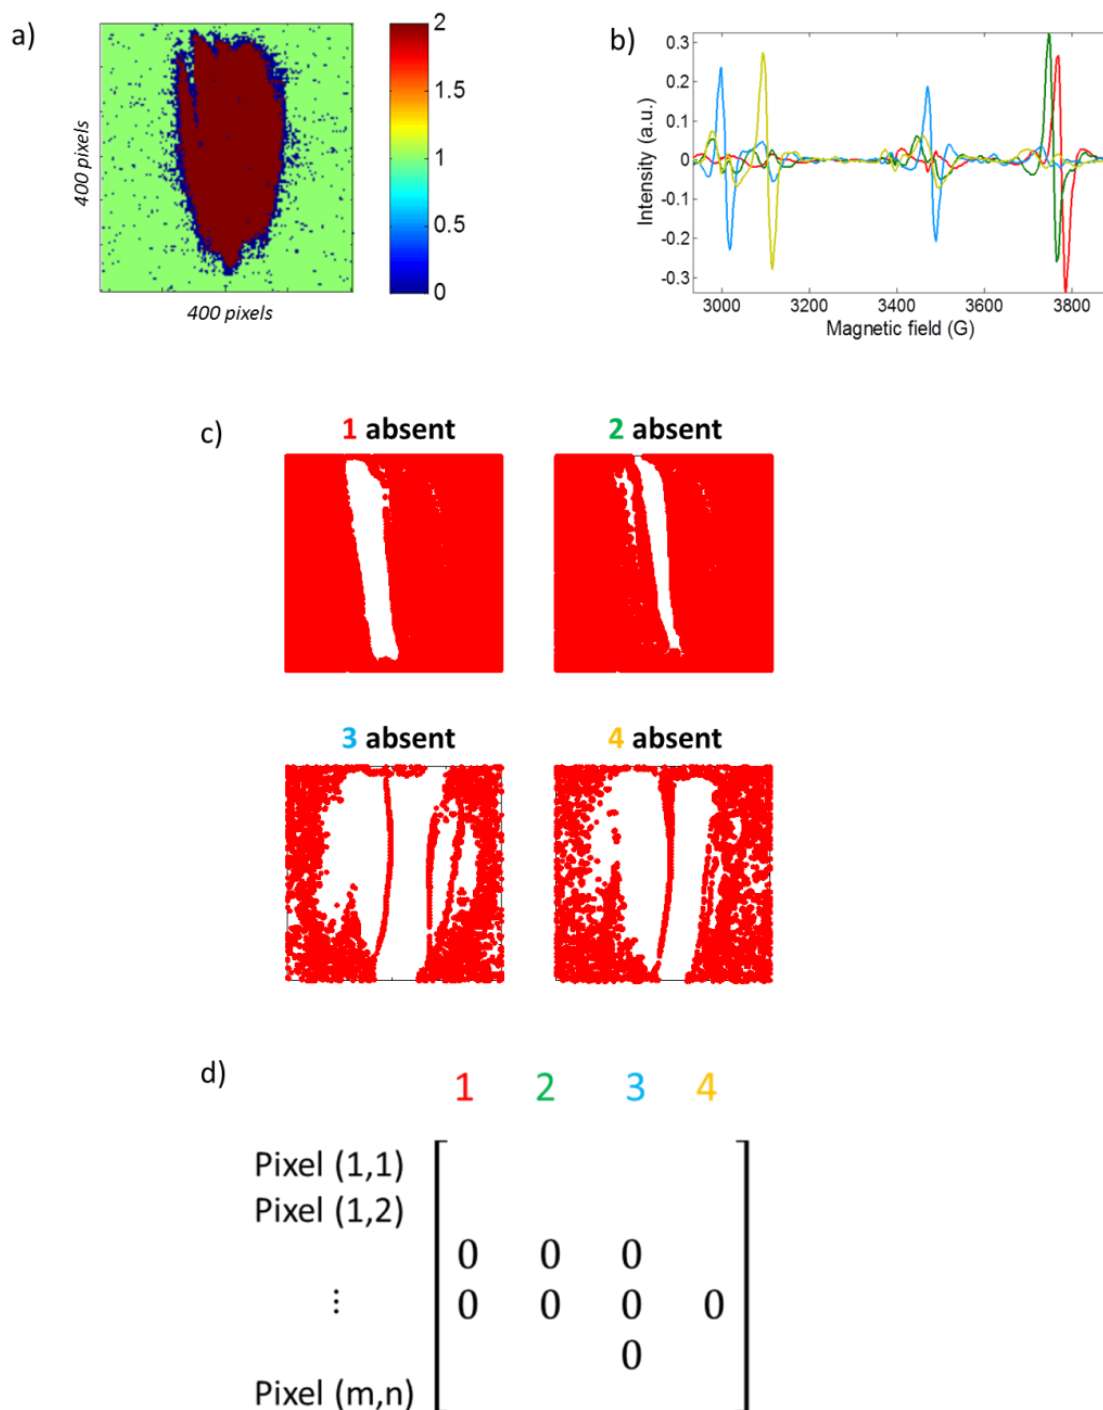 a)
400 pixels
400 pixels
2
1.5
1
0.5
0
b)
Intensity (a.u.)
0.3
0.2
0.1
0
-0.1
-0.2
-0.3
3000 3200 3400 3600 3800
Magnetic field (G)
c)
1 absent
2 absent
3 absent
4 absent
d)
1 2 3 4
Pixel (1,1)
Pixel (1,2)
0 0 0
⋮ 0 0 0 0
0
Pixel (m,n)